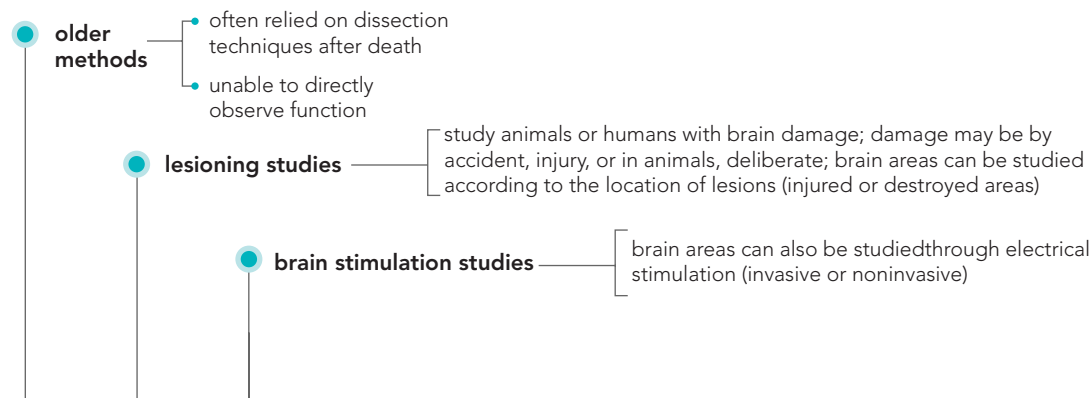 older
methods
often relied on dissection
techniques after death
unable to directly
observe function
lesioning studies
study animals or humans with brain damage; damage may be by
accident, injury, or in animals, deliberate; brain areas can be studied
according to the location of lesions (injured or destroyed areas)
brain stimulation studies
brain areas can also be studiedthrough electrical
stimulation (invasive or noninvasive)